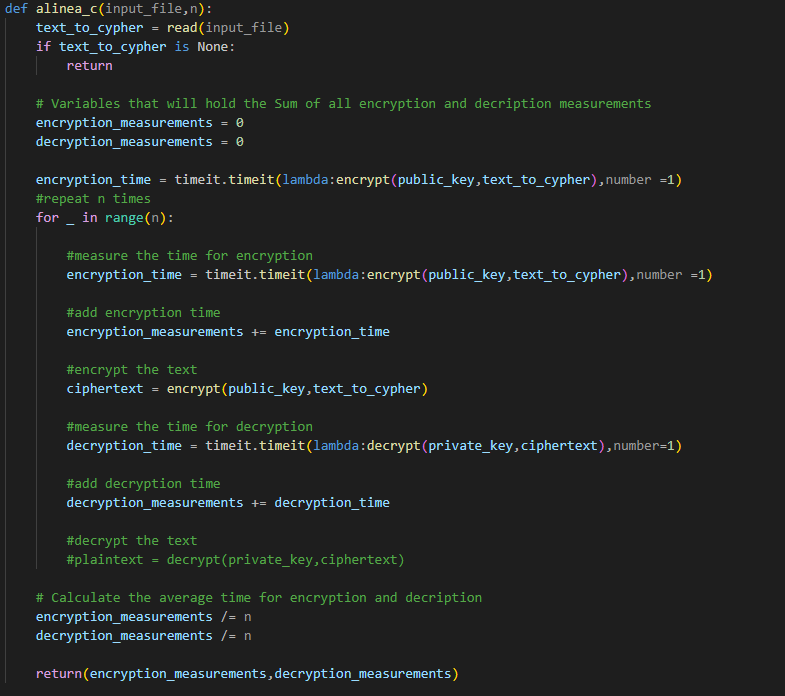 def alinea_c(input_file,n):
    text_to_cypher = read(input_file)
    if text_to_cypher is None:
        return
    # Variables that will hold the Sum of all encryption and decription measurements
    encryption_measurements = 0
    decryption_measurements = 0
    encryption_time = timeit.timeit(lambda:encrypt(public_key,text_to_cypher),number =1)
    #repeat n times
    for _ in range(n):
        #measure the time for encryption
        encryption_time = timeit.timeit(lambda:encrypt(public_key,text_to_cypher),number =1)
        #add encryption time
        encryption_measurements += encryption_time
        #encrypt the text
        ciphertext = encrypt(public_key,text_to_cypher)
        #measure the time for decryption
        decryption_time = timeit.timeit(lambda:decrypt(private_key,ciphertext),number=1)
        #add decryption time
        decryption_measurements += decryption_time
        #decrypt the text
        #plaintext = decrypt(private_key,ciphertext)
    # Calculate the average time for encryption and decription
    encryption_measurements /= n
    decryption_measurements /= n
    return(encryption_measurements,decryption_measurements)